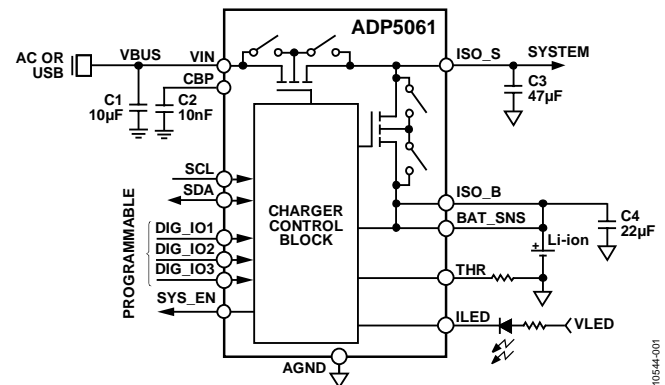 ADP5061
AC OR
USB
VBUS
VIN
CBP
C1
10µF
C2
10nF
ISO_S
SYSTEM
C3
47µF
SCL
SDA
PROGRAMMABLE
DIG_IO1
DIG_IO2
DIG_IO3
SYS_EN
CHARGER
CONTROL
BLOCK
ISO_B
BAT_SNS
+
Li-ion
C4
22µF
THR
ILED
VLED
AGND
10544-001